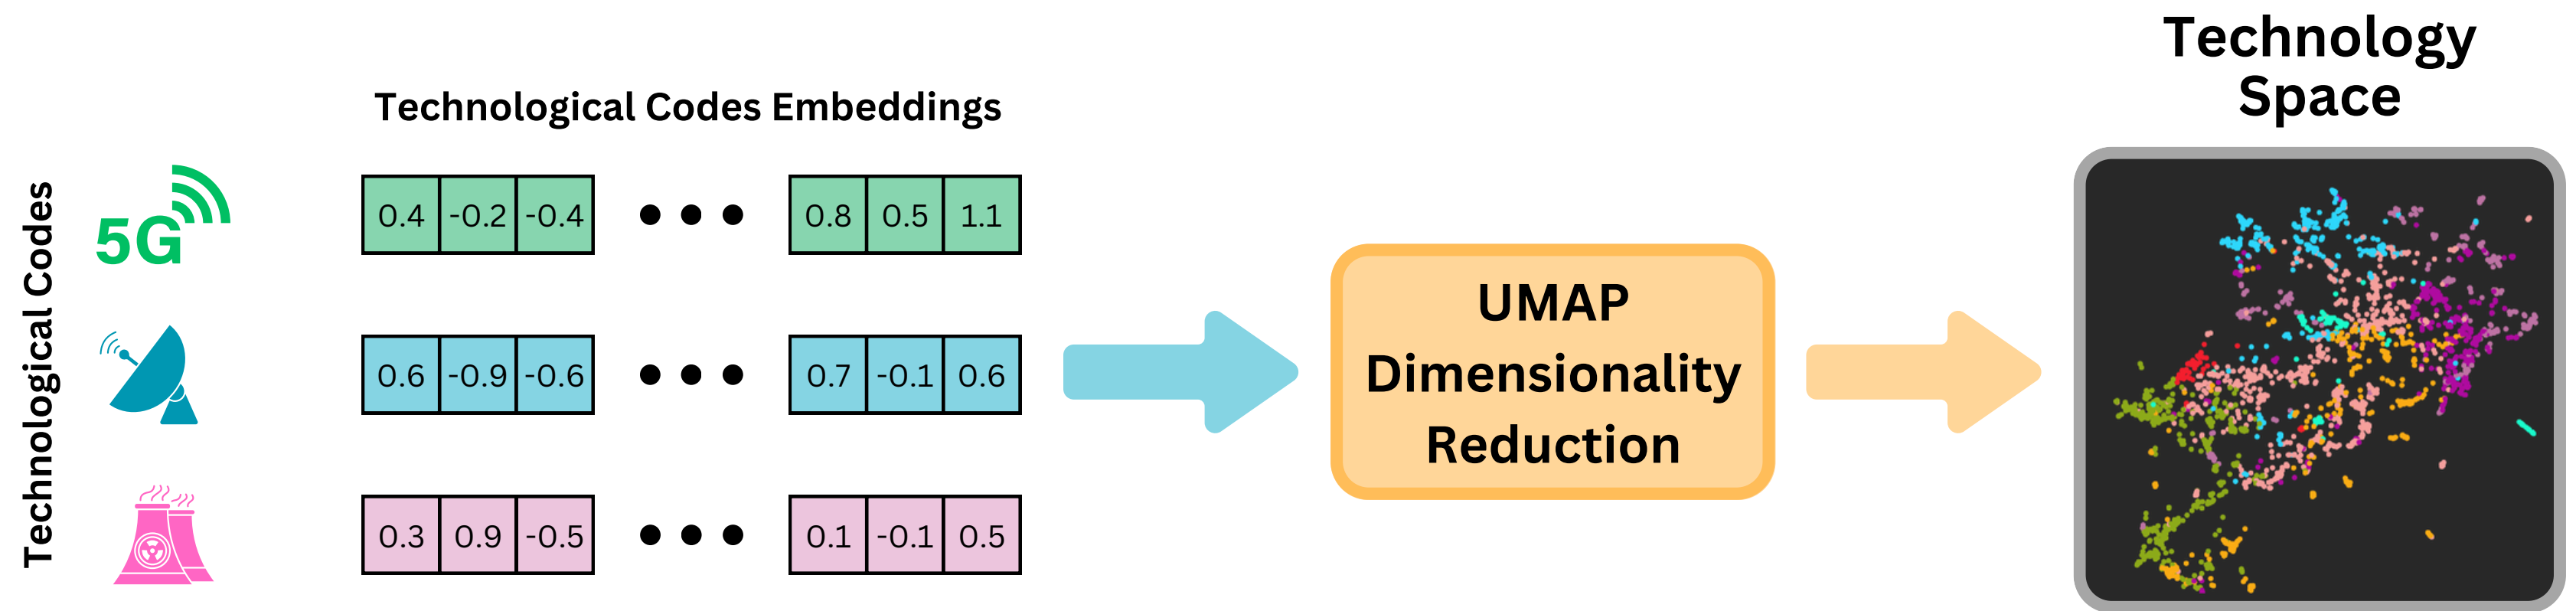 Technology
Space
Technological Codes Embeddings
Technological Codes
5G
0.4 -0.2 -0.4 ••• 0.8 0.5 1.1
0.6 -0.9 -0.6 ••• 0.7 -0.1 0.6
0.3 0.9 -0.5 ••• 0.1 -0.1 0.5
UMAP
Dimensionality
Reduction